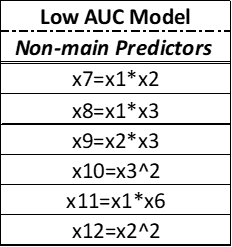 Low AUC Model
Non-main Predictors
x7=x1*x2
x8=x1*x3
x9=x2*x3
x10=x3^2
x11=x1*x6
x12=x2^2